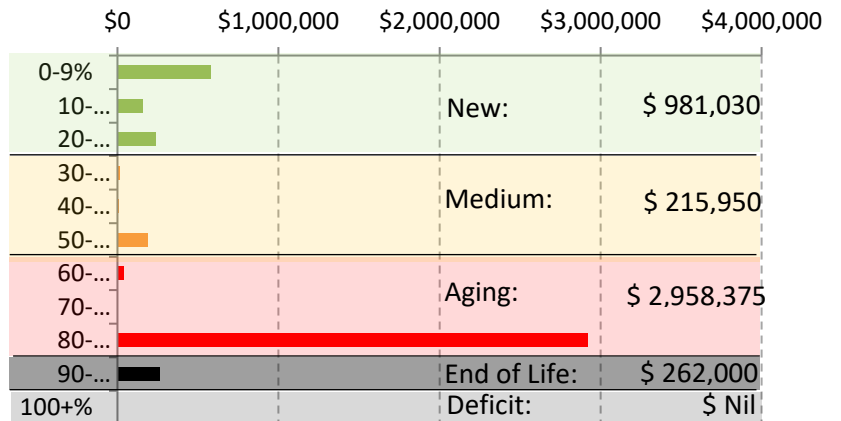 $0 $1,000,000 $2,000,000 $3,000,000 $4,000,000
0-9%
10-...
New: $ 981,030
20-...
30-...
40-...
Medium: $ 215,950
50-...
60-...
70-...
Aging: $ 2,958,375
80-...
90-... End of Life: $ 262,000
100+% Deficit: $ Nil